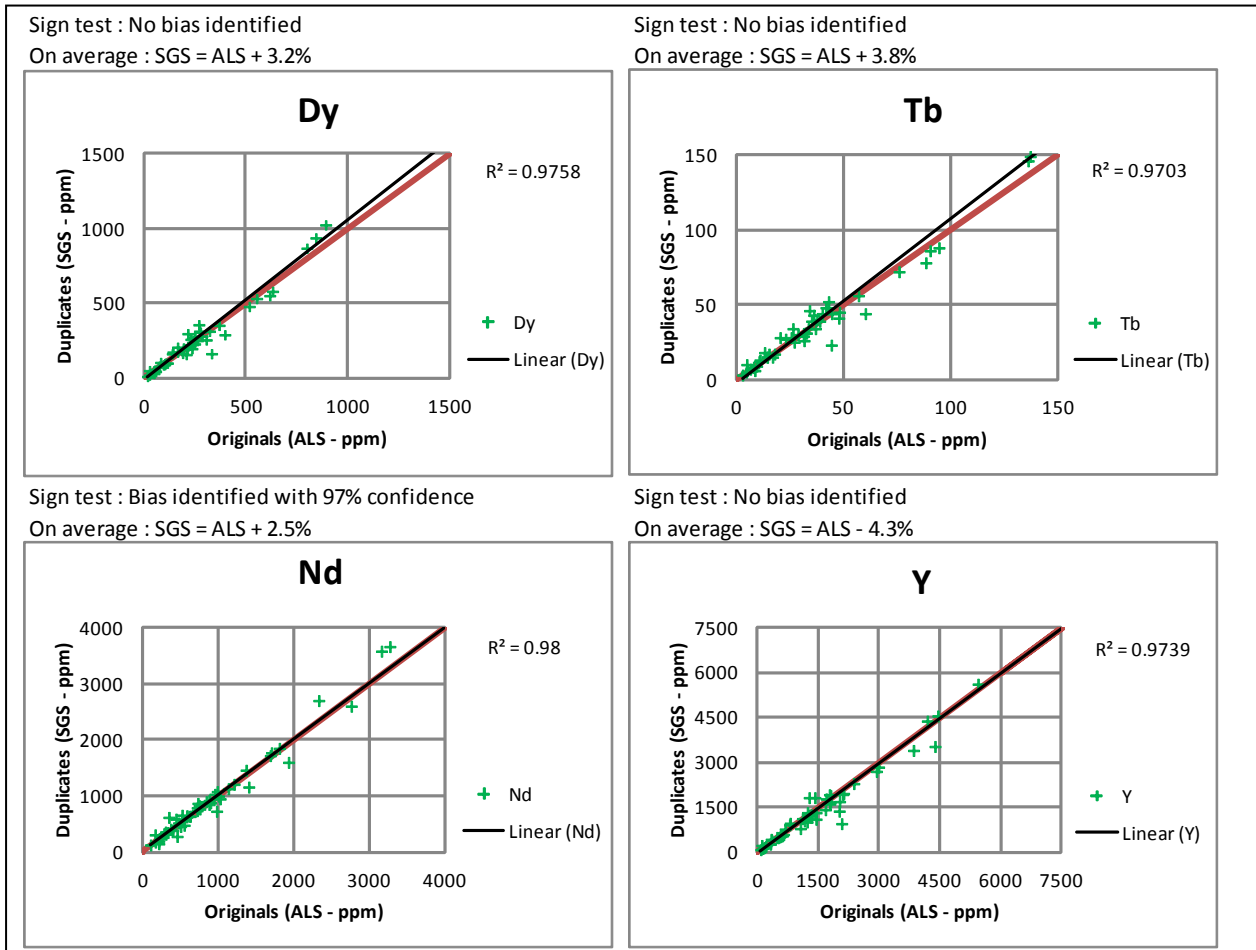 Sign test : No bias identified
On average : SGS = ALS + 3.2%
Dy
Duplicates (SGS - ppm)
1500
1000
500
0
0 500 1000 1500
Originals (ALS - ppm)
R² = 0.9758
Dy
Linear (Dy)
Sign test : No bias identified
On average : SGS = ALS + 3.8%
Tb
Duplicates (SGS - ppm)
150
100
50
0
0 50 100 150
Originals (ALS - ppm)
R² = 0.9703
Tb
Linear (Tb)
Sign test : Bias identified with 97% confidence
On average : SGS = ALS + 2.5%
Nd
Duplicates (SGS - ppm)
4000
3000
2000
1000
0
0 1000 2000 3000 4000
Originals (ALS - ppm)
R² = 0.98
Nd
Linear (Nd)
Sign test : No bias identified
On average : SGS = ALS - 4.3%
Y
Duplicates (SGS - ppm)
7500
6000
4500
3000
1500
0
0 1500 3000 4500 6000 7500
Originals (ALS - ppm)
R² = 0.9739
Y
Linear (Y)